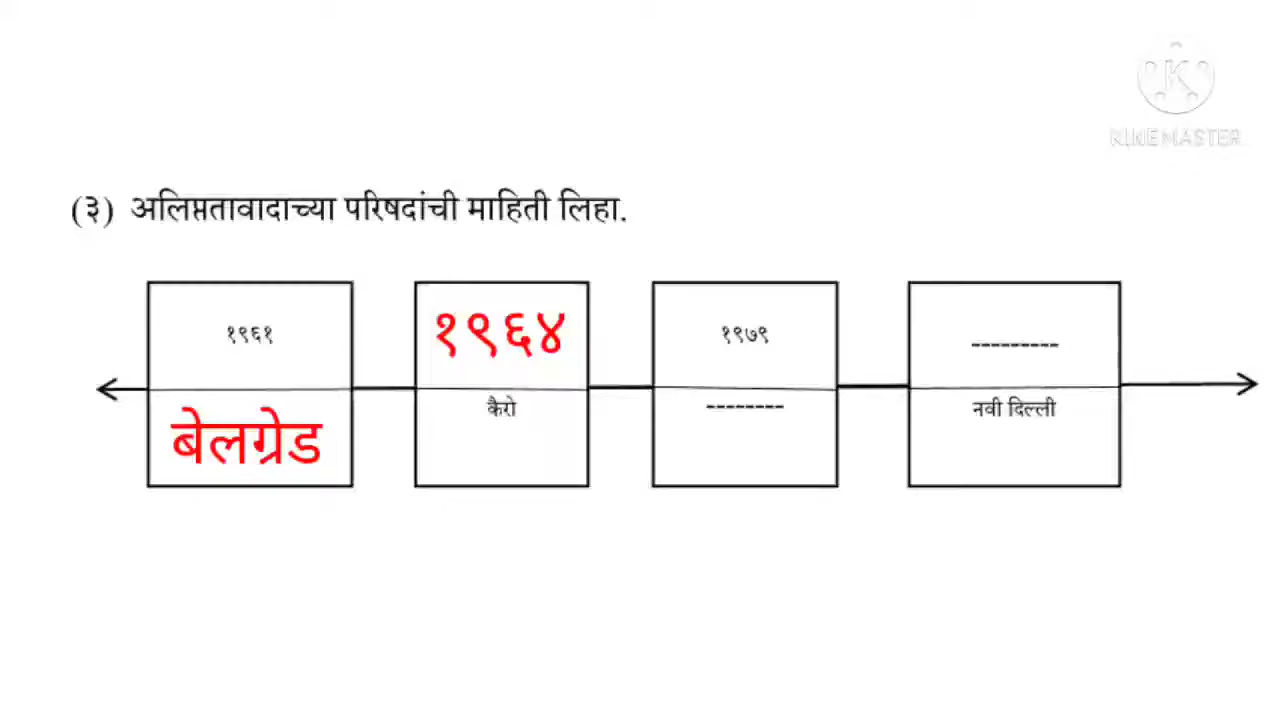 K
KINEMASTER
(३) अलिप्ततावादाच्या परिषदांची माहिती लिहा.
१९६१ १९६४ १९७९ ---------
बेलग्रेड कैरो -------- नवी दिल्ली